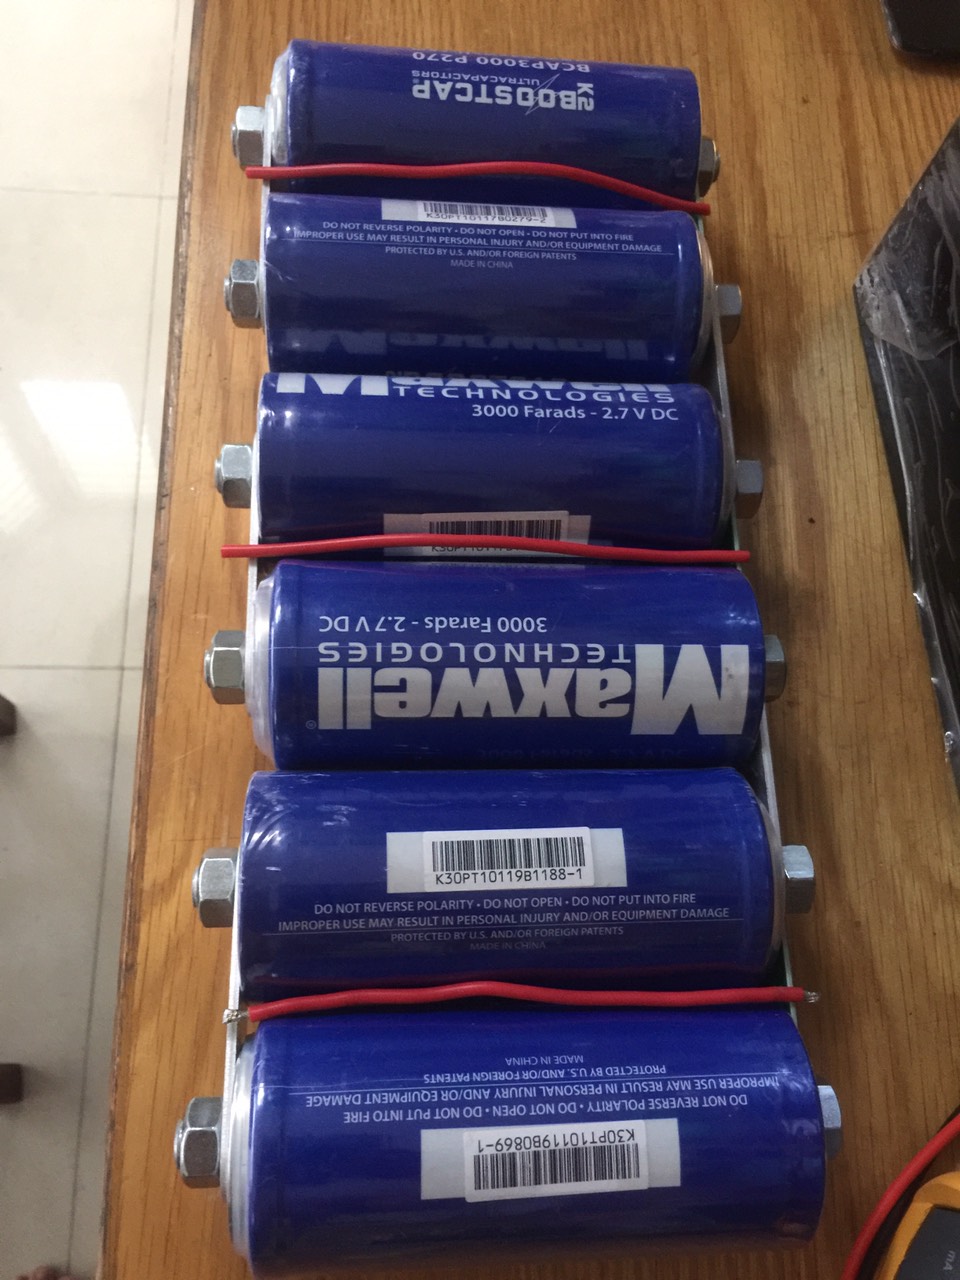 BCAP3000 P270
ULTRACAPACITORS
K2 BOOSTCAP®
K30PT1011780279-2
DO NOT REVERSE POLARITY • DO NOT OPEN • DO NOT PUT INTO FIRE
IMPROPER USE MAY RESULT IN PERSONAL INJURY AND/OR EQUIPMENT DAMAGE
PROTECTED BY U.S. AND/OR FOREIGN PATENTS
MADE IN CHINA
Maxwell
TECHNOLOGIES
3000 Farads - 2.7 V DC
Maxwell®
TECHNOLOGIES
3000 Farads - 2.7 V DC
K30PT10119B1188-1
DO NOT REVERSE POLARITY • DO NOT OPEN • DO NOT PUT INTO FIRE
IMPROPER USE MAY RESULT IN PERSONAL INJURY AND/OR EQUIPMENT DAMAGE
PROTECTED BY U.S. AND/OR FOREIGN PATENTS
MADE IN CHINA
K30PT10119B0869-1
DO NOT REVERSE POLARITY • DO NOT OPEN • DO NOT PUT INTO FIRE
IMPROPER USE MAY RESULT IN PERSONAL INJURY AND/OR EQUIPMENT DAMAGE
PROTECTED BY U.S. AND/OR FOREIGN PATENTS
MADE IN CHINA
mA